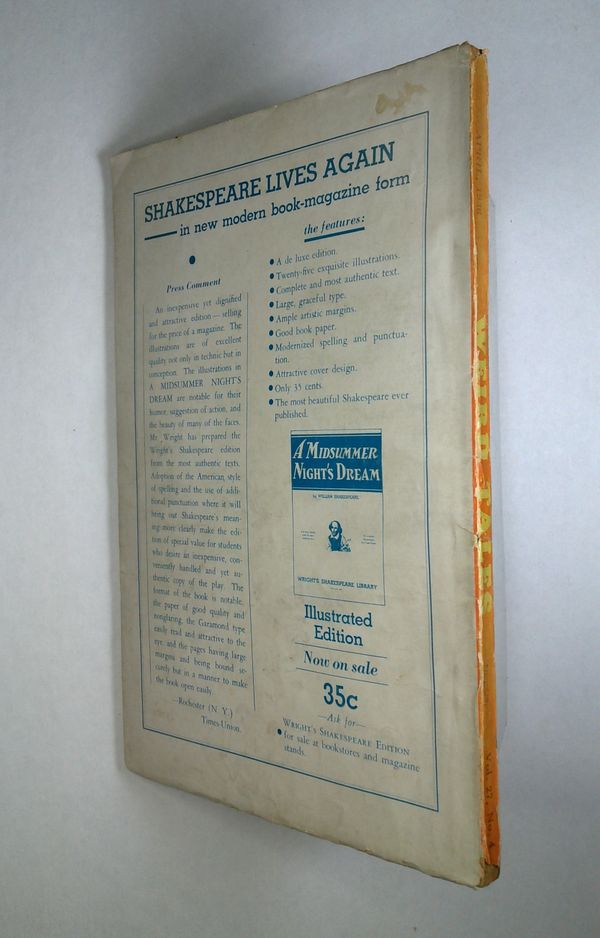 SHAKESPEARE LIVES AGAIN
in new modern book-magazine form
Press Comment
An inexpensive yet dignified
and attractive edition — selling
for the price of a magazine. The
illustrations are of excellent
quality not only in technic but in
conception. The illustrations in
A MIDSUMMER NIGHT'S
DREAM are notable for their
humor, suggestion of action, and
the beauty of many of the faces.
Mr. Wright has prepared the
Wright's Shakespeare edition
from the most authentic texts.
Adoption of the American style
of spelling and the use of addi-
tional punctuation where it will
bring out Shakespeare's mean-
ing more clearly make the edi-
tion of special value for students
who desire an inexpensive, con-
veniently handled and yet au-
thentic copy of the play. The
format of the book is notable,
the paper of good quality and
nonglaring, the Garamond type
easily read and attractive to the
eye, and the pages having large
margins and being bound se-
curely but in a manner to make
the book open easily.
—Rochester (N. Y.)
Times-Union.
the features:
● A de luxe edition.
● Twenty-five exquisite illustrations.
● Complete and most authentic text.
● Large, graceful type.
● Ample artistic margins.
● Good book paper.
● Modernized spelling and punctua-
tion.
● Attractive cover design.
● Only 35 cents.
● The most beautiful Shakespeare ever
published.
A MIDSUMMER
NIGHT'S DREAM
by WILLIAM SHAKESPEARE
WRIGHT'S SHAKESPEARE LIBRARY
Illustrated
Edition
Now on sale
35c
—Ask for—
WRIGHT'S SHAKESPEARE EDITION
● for sale at bookstores and magazine
stands.
APRIL, 1936
WEIRD TALES
Vol. 27, No. 4